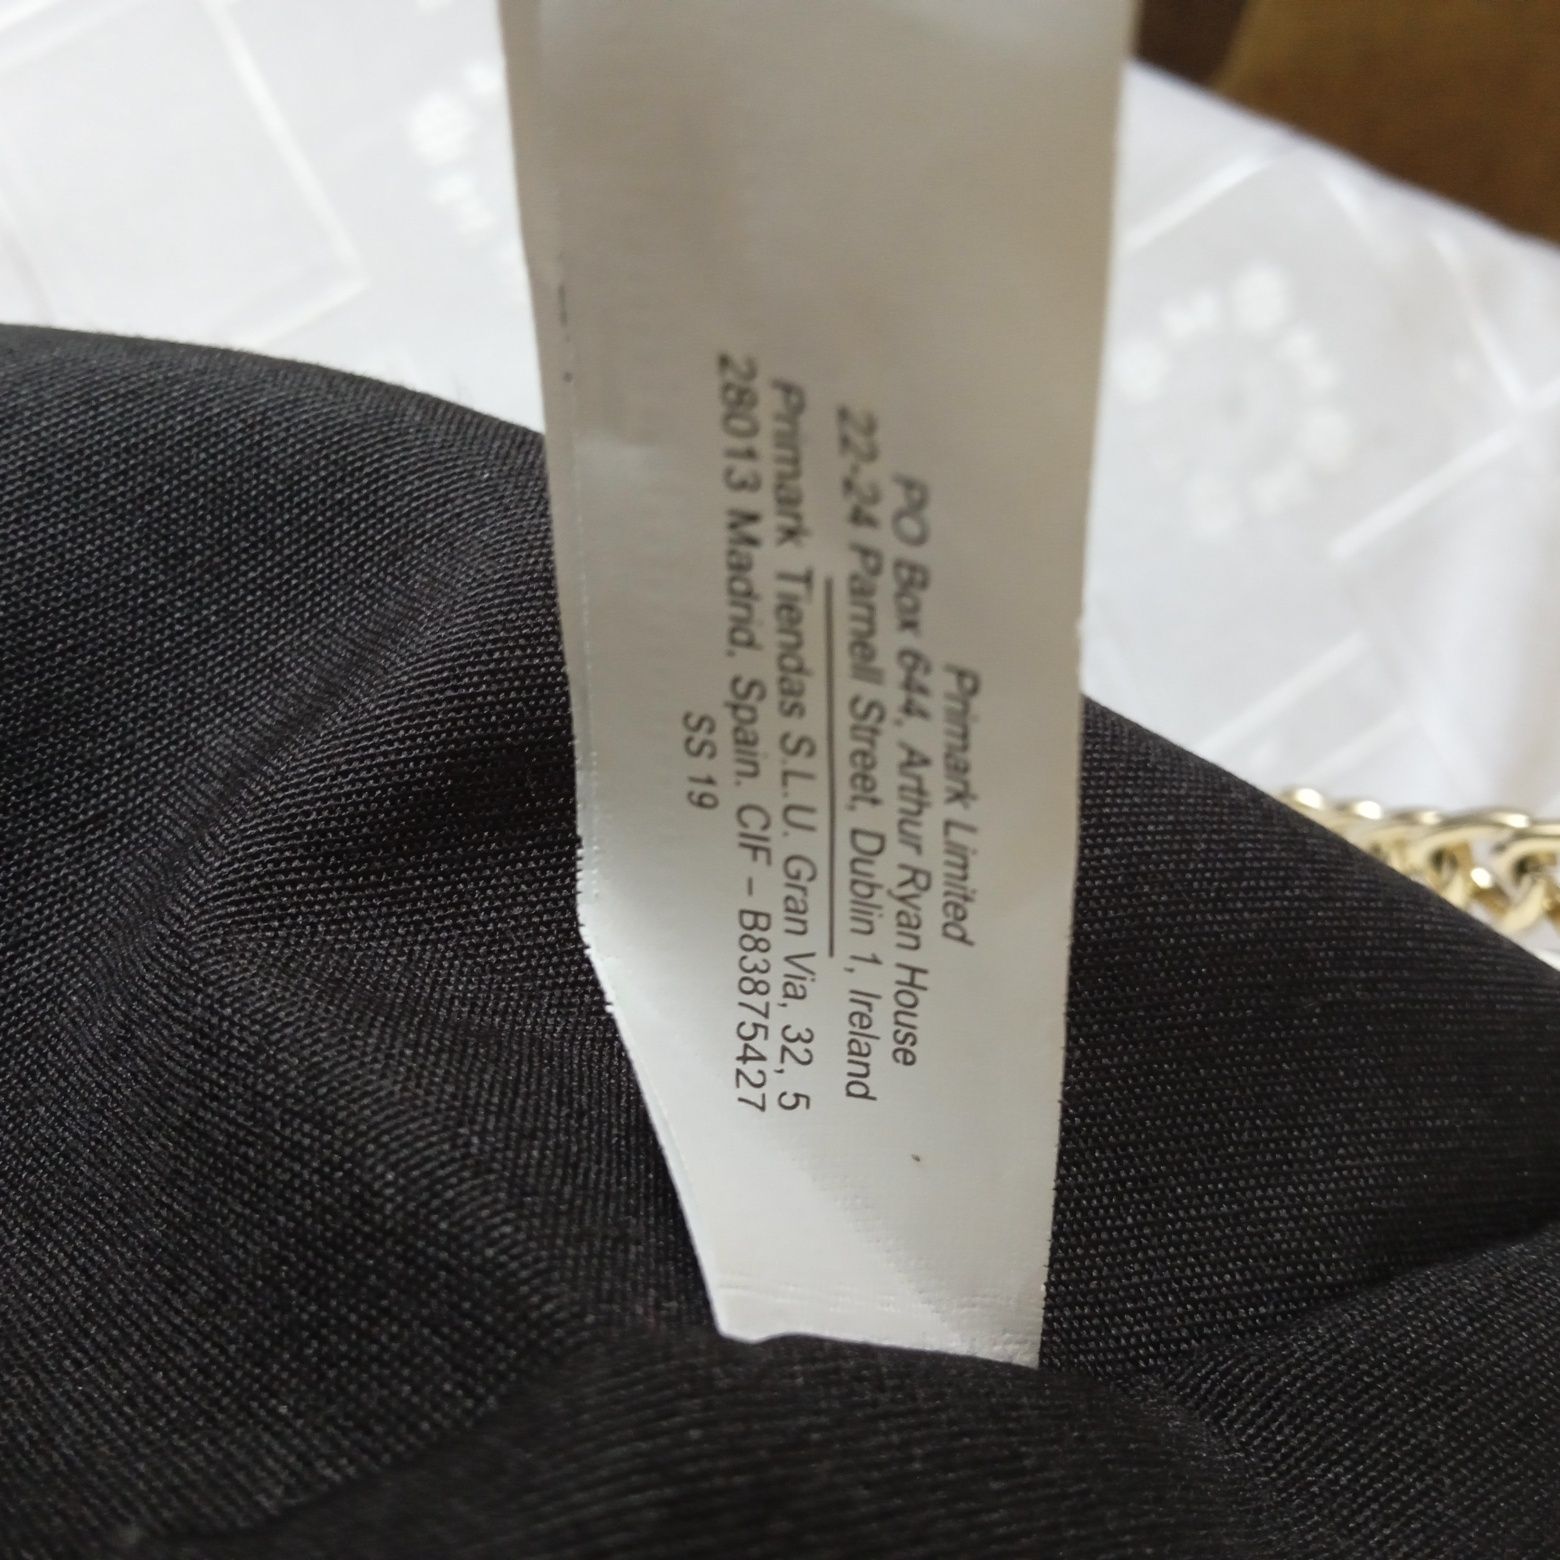 Primark Limited
PO Box 644, Arthur Ryan House
22-24 Parnell Street, Dublin 1, Ireland
Primark Tiendas S.L.U. Gran Via, 32, 5
28013 Madrid, Spain. CIF – B83875427
SS 19